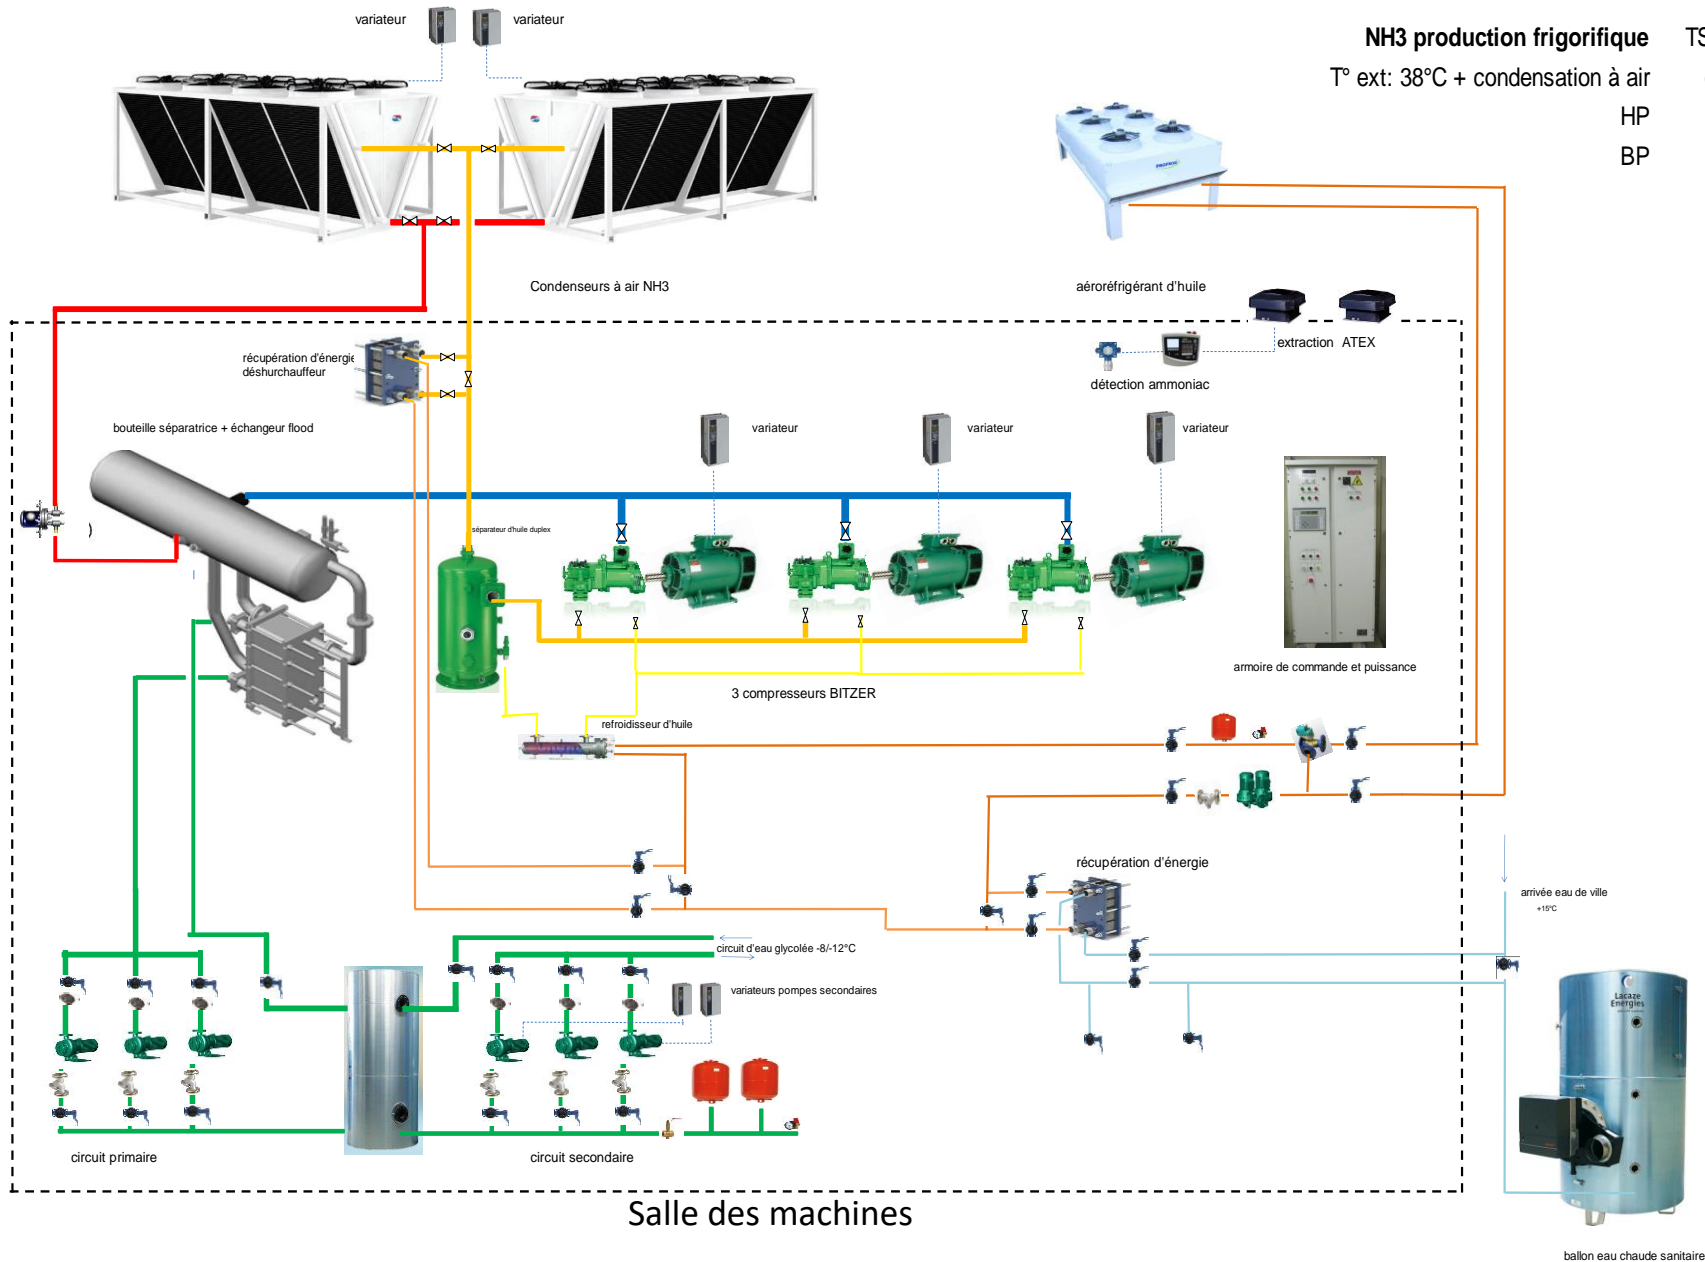 variateur
variateur
NH3 production frigorifique
TS
T° ext: 38°C + condensation à air
HP
BP
Condenseurs à air NH3
aéroréfrigérant d'huile
extraction ATEX
récupération d'énergie
déshurchauffeur
détection ammoniac
bouteille séparatrice + échangeur flood
variateur
variateur
variateur
séparateur d'huile duplex
armoire de commande et puissance
3 compresseurs BITZER
refroidisseur d'huile
récupération d'énergie
arrivée eau de ville
+15°C
circuit d'eau glycolée -8/-12°C
variateurs pompes secondaires
Lacaze
Energies
circuit primaire
circuit secondaire
Salle des machines
ballon eau chaude sanitaire